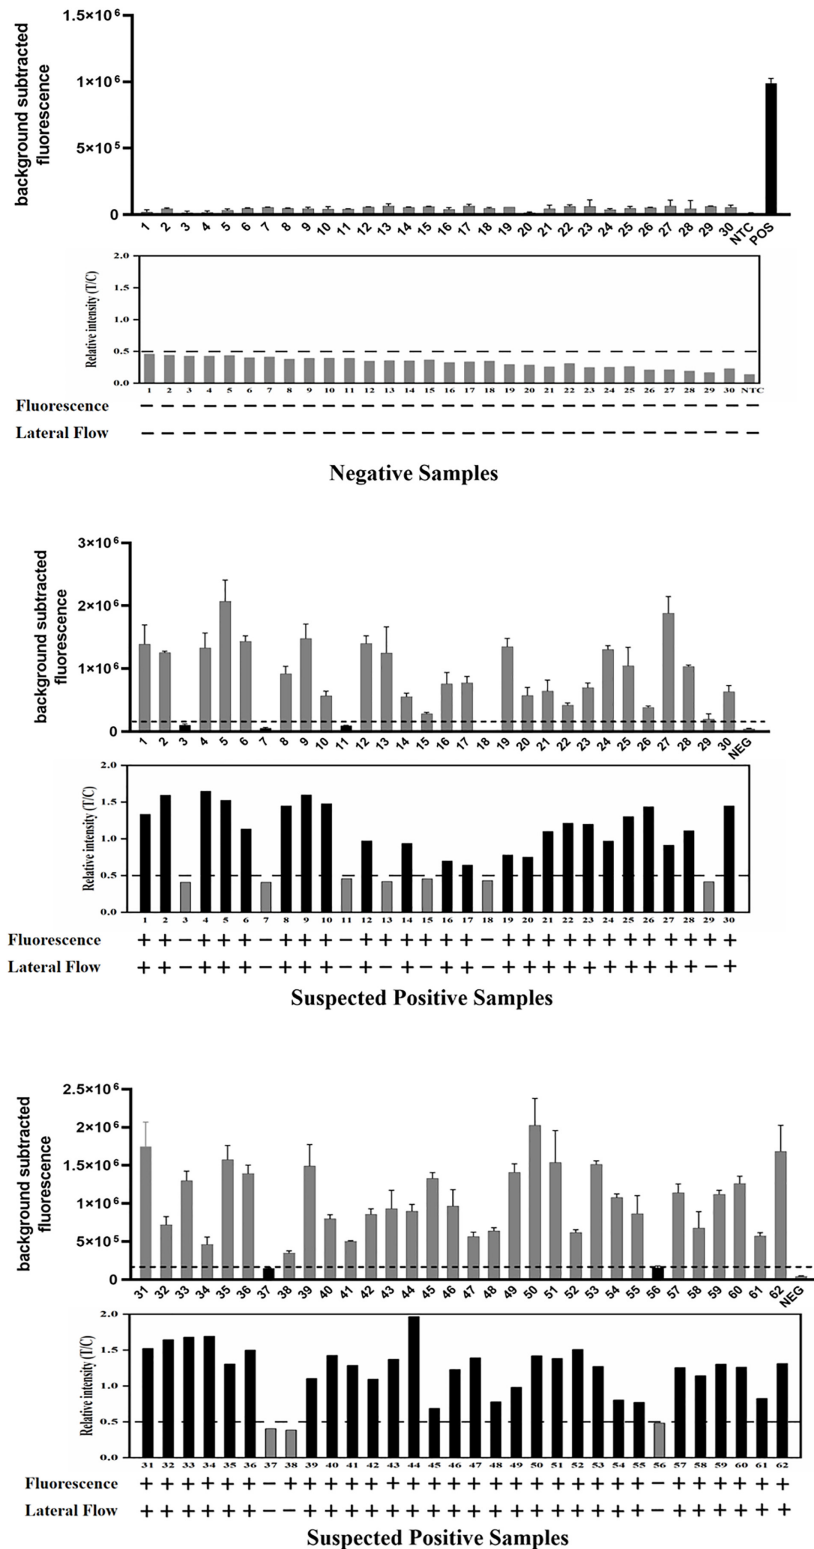 background subtracted
fluorescence
1.5×10⁶
1×10⁶
5×10⁵
0
1 2 3 4 5 6 7 8 9 10 11 12 13 14 15 16 17 18 19 20 21 22 23 24 25 26 27 28 29 30 NTC POS
Relative intensity (T/C)
2.0
1.5
1.0
0.5
0.0
1 2 3 4 5 6 7 8 9 10 11 12 13 14 15 16 17 18 19 20 21 22 23 24 25 26 27 28 29 30 NTC
Fluorescence − − − − − − − − − − − − − − − − − − − − − − − − − − − − − − −
Lateral Flow − − − − − − − − − − − − − − − − − − − − − − − − − − − − − − −
Negative Samples
background subtracted
fluorescence
3×10⁶
2×10⁶
1×10⁶
0
1 2 3 4 5 6 7 8 9 10 11 12 13 14 15 16 17 18 19 20 21 22 23 24 25 26 27 28 29 30 NEG
Relative intensity (T/C)
2.0
1.5
1.0
0.5
0.0
1 2 3 4 5 6 7 8 9 10 11 12 13 14 15 16 17 18 19 20 21 22 23 24 25 26 27 28 29 30
Fluorescence + + − + + + − + + + − + + + + + + − + + + + + + + + + + + +
Lateral Flow + + − + + + − + + + − + − + − + + − + + + + + + + + + + − +
Suspected Positive Samples
background subtracted
fluorescence
2.5×10⁶
2×10⁶
1.5×10⁶
1×10⁶
5×10⁵
0
31 32 33 34 35 36 37 38 39 40 41 42 43 44 45 46 47 48 49 50 51 52 53 54 55 56 57 58 59 60 61 62 NEG
Relative intensity (T/C)
2.0
1.5
1.0
0.5
0.0
31 32 33 34 35 36 37 38 39 40 41 42 43 44 45 46 47 48 49 50 51 52 53 54 55 56 57 58 59 60 61 62
Fluorescence + + + + + + − + + + + + + + + + + + + + + + + + + − + + + + + +
Lateral Flow + + + + + + − − + + + + + + + + + + + + + + + + + − + + + + + +
Suspected Positive Samples